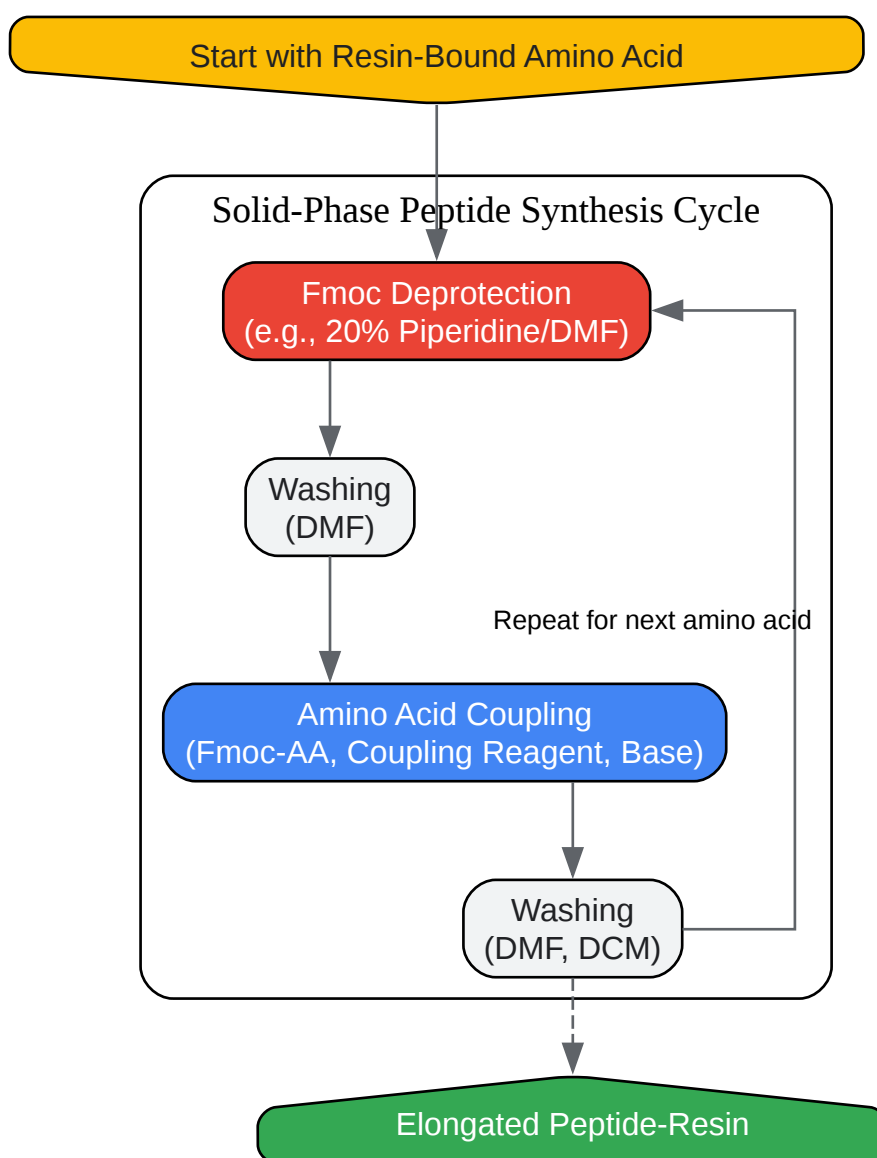 Start with Resin-Bound Amino Acid
Solid-Phase Peptide Synthesis Cycle
Fmoc Deprotection
(e.g., 20% Piperidine/DMF)
Washing
(DMF)
Repeat for next amino acid
Amino Acid Coupling
(Fmoc-AA, Coupling Reagent, Base)
Washing
(DMF, DCM)
Elongated Peptide-Resin